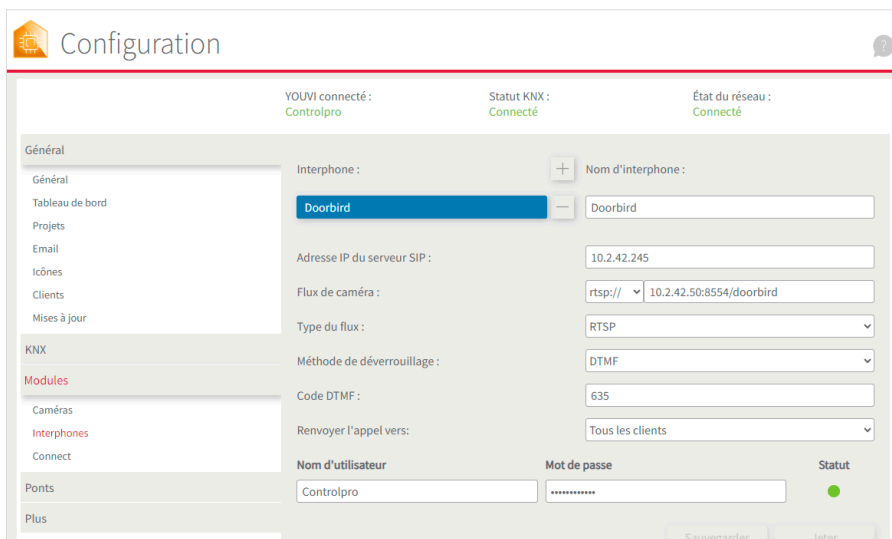 Configuration
?
YOUVI connecté :
Controlpro
Statut KNX :
Connecté
État du réseau :
Connecté
Général
Général
Tableau de bord
Projets
Email
Icônes
Clients
Mises à jour
KNX
Modules
Caméras
Interphones
Connect
Ponts
Plus
Interphone :
+
Nom d'interphone :
Doorbird
—
Doorbird
Adresse IP du serveur SIP :
10.2.42.245
Flux de caméra :
rtsp://
10.2.42.50:8554/doorbird
Type du flux :
RTSP
Méthode de déverrouillage :
DTMF
Code DTMF :
635
Renvoyer l'appel vers:
Tous les clients
Nom d'utilisateur
Mot de passe
Statut
Controlpro
••••••••••••
Sauvegarder
Jeter